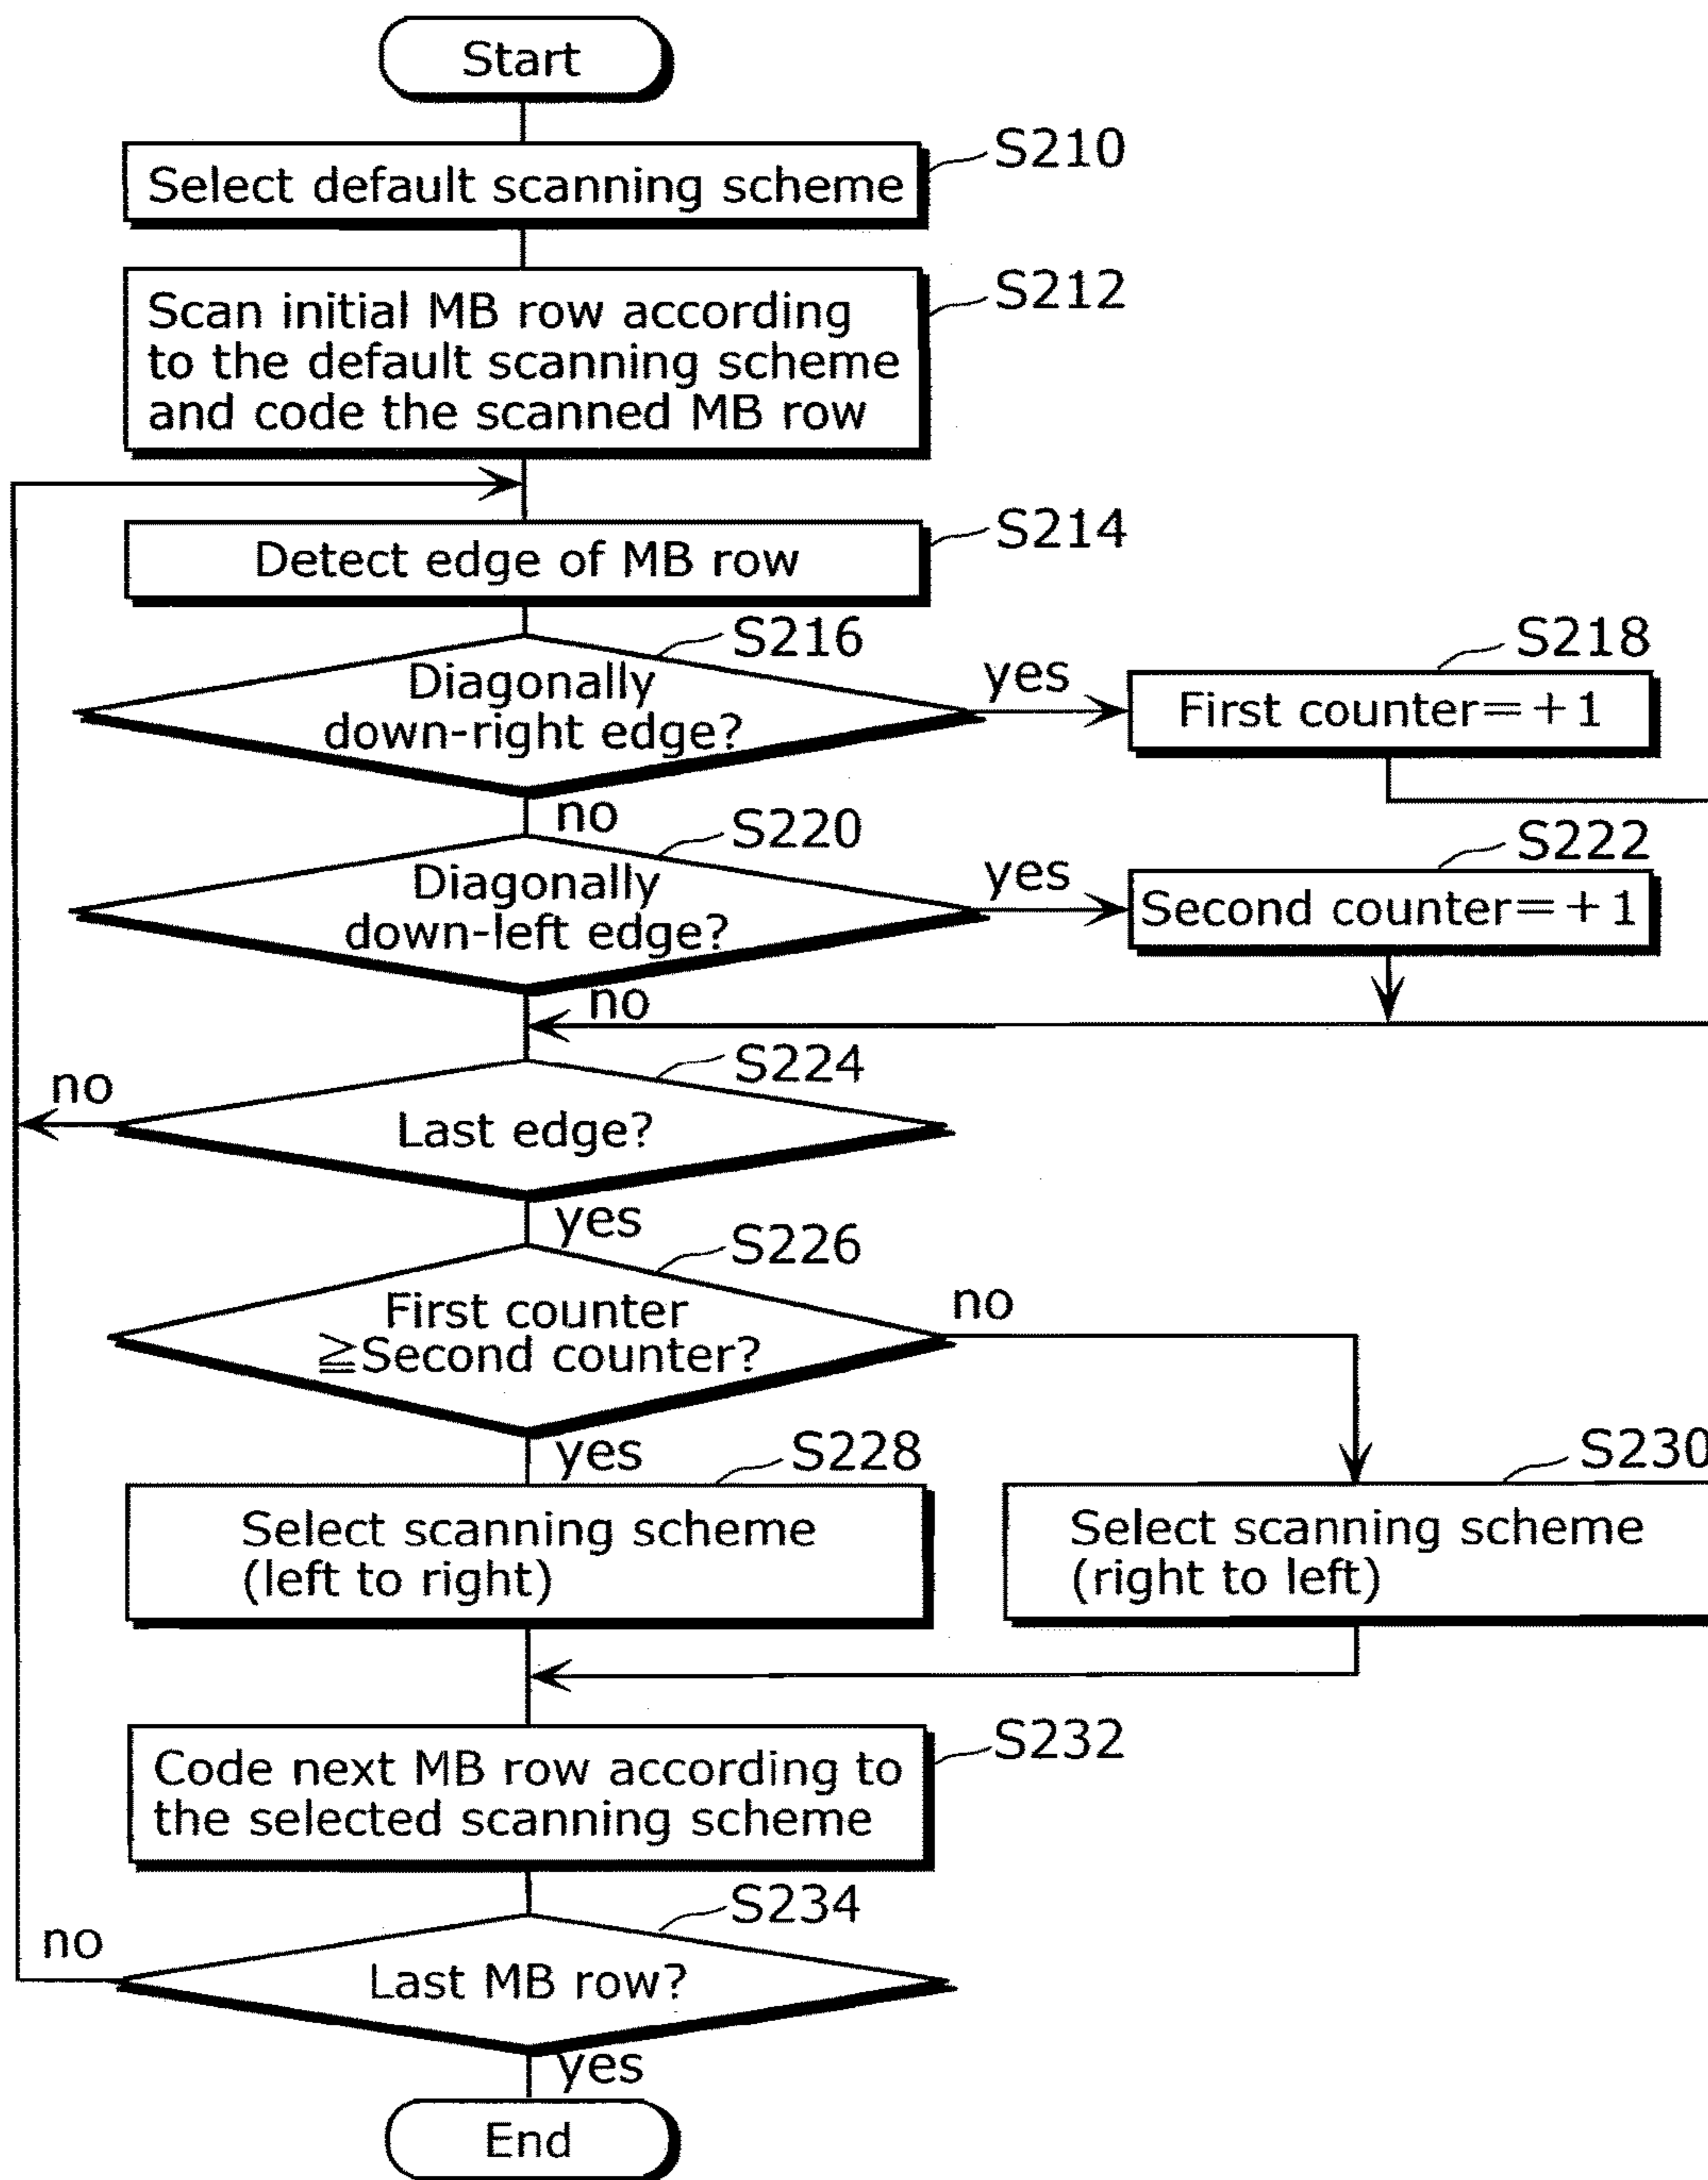 Start
S210
Select default scanning scheme
S212
Scan initial MB row according
to the default scanning scheme
and code the scanned MB row
S214
Detect edge of MB row
S216
Diagonally
down-right edge?
yes
S218
First counter=+1
no
S220
Diagonally
down-left edge?
yes
S222
Second counter=+1
no
S224
Last edge?
no
yes
S226
First counter
≧Second counter?
no
yes
S228
Select scanning scheme
(left to right)
S230
Select scanning scheme
(right to left)
S232
Code next MB row according to
the selected scanning scheme
S234
Last MB row?
no
yes
End